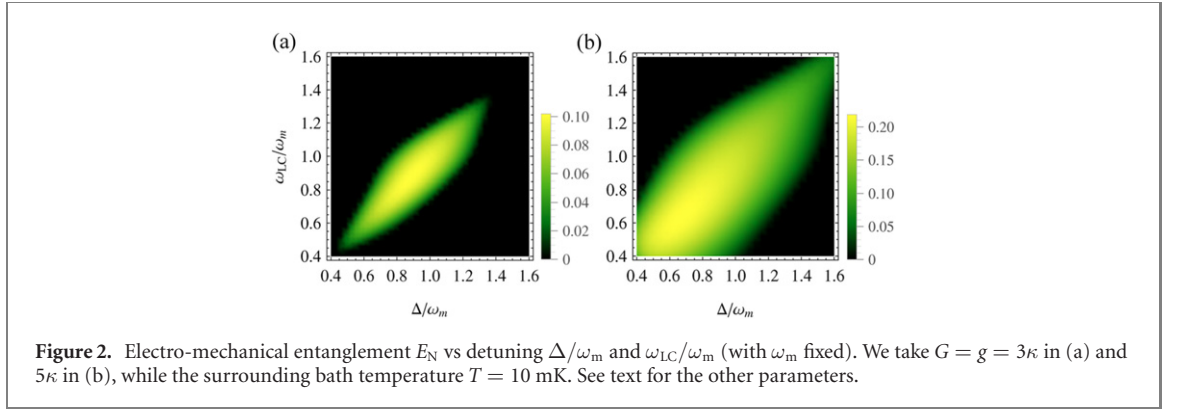 (a)
(b)
1.6 1.4 1.2 1.0 0.8 0.6 0.4
ω_LC/ω_m
0.4 0.6 0.8 1.0 1.2 1.4 1.6
Δ/ω_m
0.10 0.08 0.06 0.04 0.02 0
1.6 1.4 1.2 1.0 0.8 0.6 0.4
0.4 0.6 0.8 1.0 1.2 1.4 1.6
Δ/ω_m
0.20 0.15 0.10 0.05 0
Figure 2. Electro-mechanical entanglement E_N vs detuning Δ/ω_m and ω_LC/ω_m (with ω_m fixed). We take G = g = 3κ in (a) and
5κ in (b), while the surrounding bath temperature T = 10 mK. See text for the other parameters.